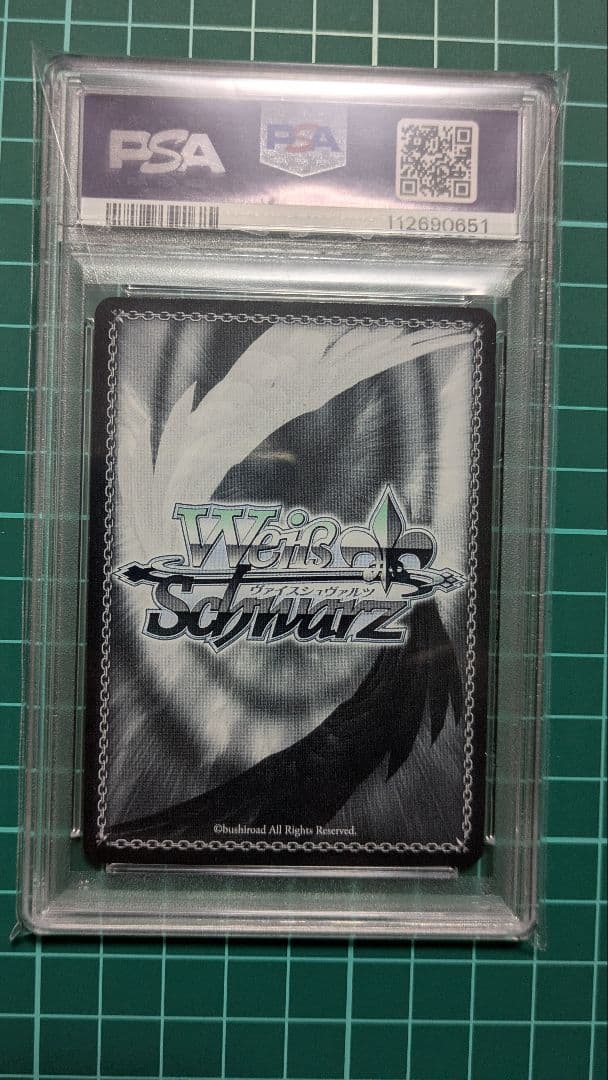 PSA
PSA
112690651
Weiß
ヴァイスシュヴァルツ
Schwarz
©bushiroad All Rights Reserved.